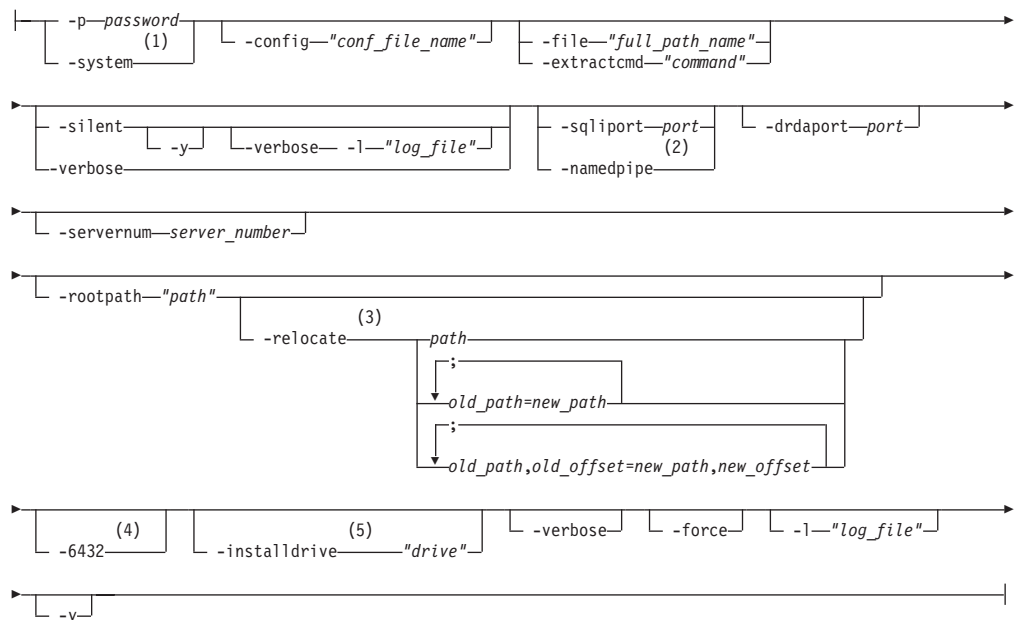 -p password
(1)
-system
-config "conf_file_name"
-file "full_path_name"
-extractcmd "command"
-silent
-y
-verbose -l "log_file"
-verbose
-sqliport port
(2)
-namedpipe
-drdaport port
-servernum server_number
-rootpath "path"
(3)
-relocate
path
;
old_path=new_path
;
old_path,old_offset=new_path,new_offset
(4)
-6432
(5)
-installdrive "drive"
-verbose
-force
-l "log_file"